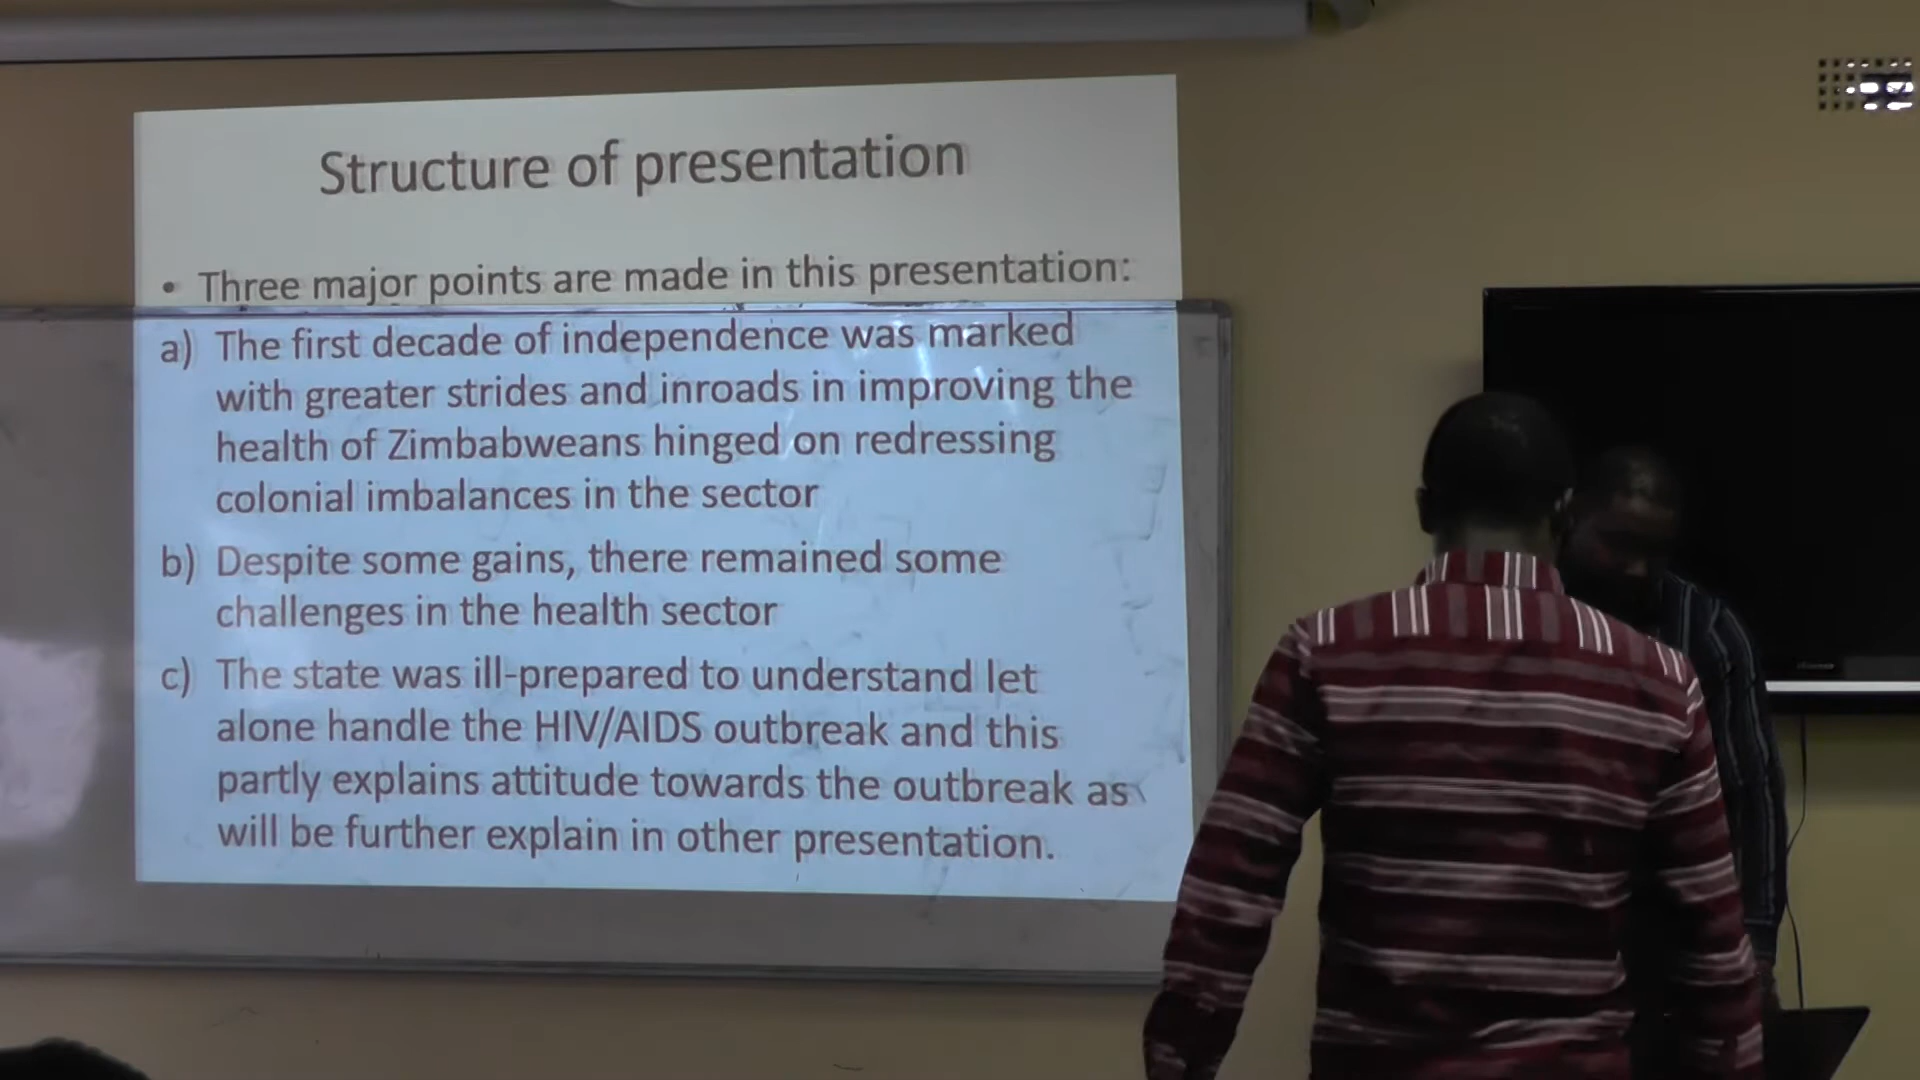 Structure of presentation
• Three major points are made in this presentation:
a) The first decade of independence was marked
with greater strides and inroads in improving the
health of Zimbabweans hinged on redressing
colonial imbalances in the sector
b) Despite some gains, there remained some
challenges in the health sector
c) The state was ill-prepared to understand let
alone handle the HIV/AIDS outbreak and this
partly explains attitude towards the outbreak as
will be further explain in other presentation.